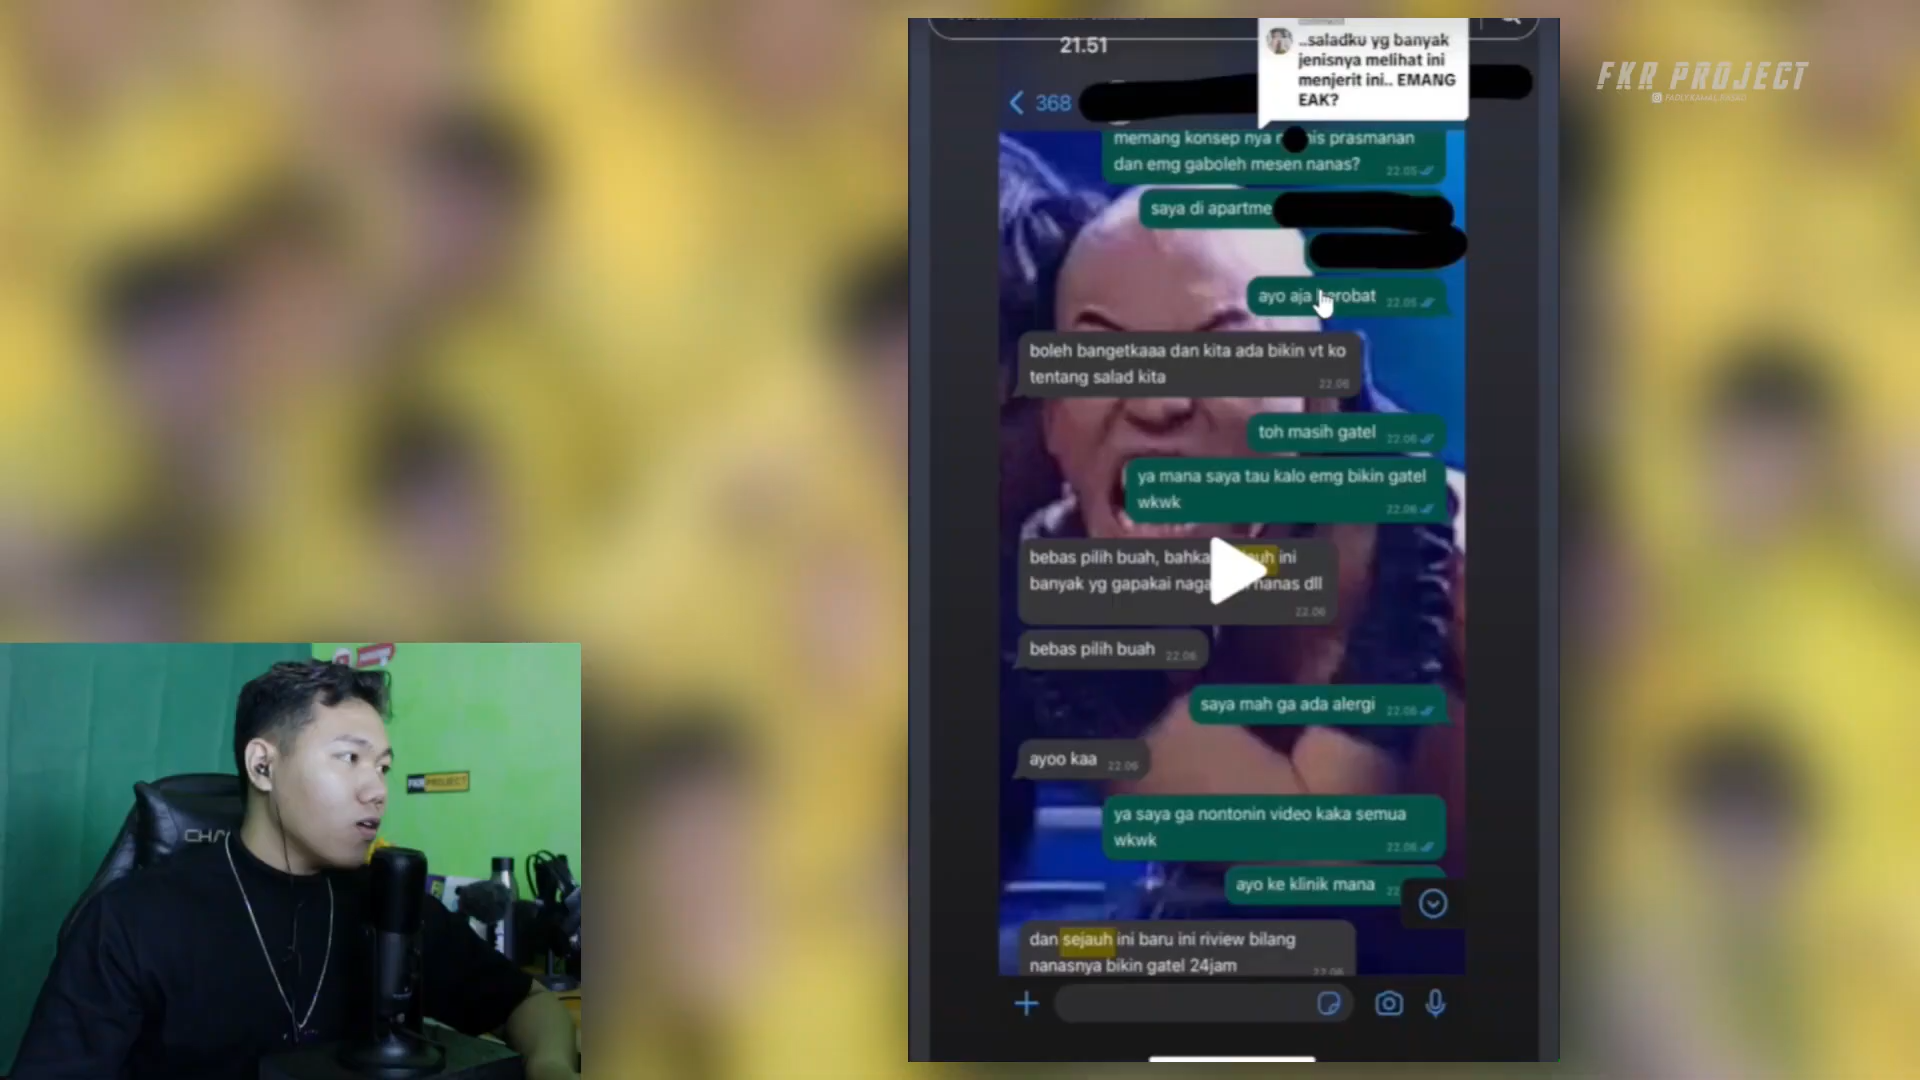 21.51
..saladku yg banyak
jenisnya melihat ini
menjerit ini.. EMANG
EAK?
FKR PROJECT
368
memang konsep nya prasmanan
dan emg gaboleh mesen nanas?
22.05
saya di apartme
ayo aja berobat
22.05
boleh bangetkaaa dan kita ada bikin vt ko
tentang salad kita
22.06
toh masih gatel
22.06
ya mana saya tau kalo emg bikin gatel
wkwk
22.06
bebas pilih buah, bahka ini
banyak yg gapakai naga nanas dll
22.06
bebas pilih buah
22.06
saya mah ga ada alergi
22.06
ayoo kaa
22.06
ya saya ga nontonin video kaka semua
wkwk
22.06
ayo ke klinik mana
22
dan sejauh ini baru ini riview bilang
nanasnya bikin gatel 24jam
22.06
FKR PROJECT